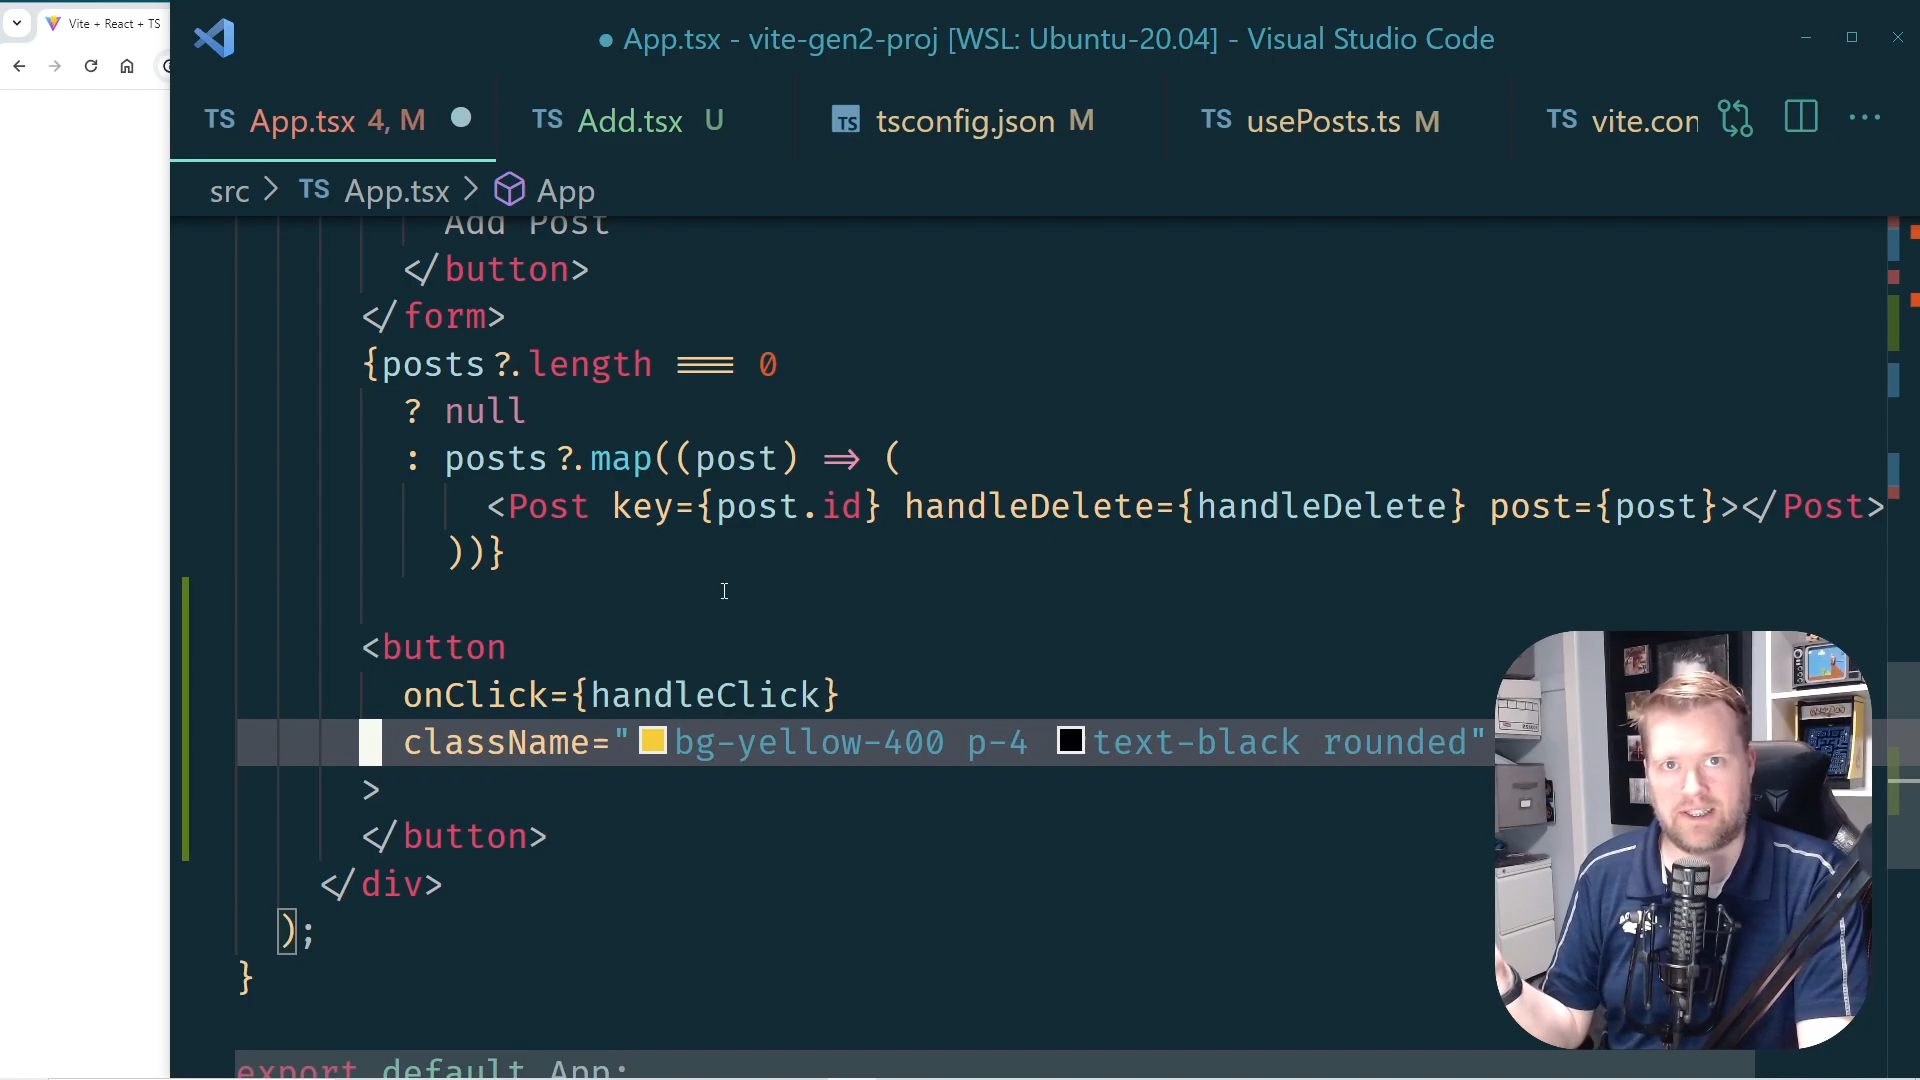 Vite + React + TS
App.tsx - vite-gen2-proj [WSL: Ubuntu-20.04] - Visual Studio Code
TS App.tsx 4, M
TS Add.tsx U
TS tsconfig.json M
TS usePosts.ts M
TS vite.con
src > TS App.tsx > App
Add Post
</button>
</form>
{posts?.length === 0
? null
: posts?.map((post) => (
<Post key={post.id} handleDelete={handleDelete} post={post}></Post>
))}
<button
onClick={handleClick}
className="bg-yellow-400 p-4 text-black rounded"
>
</button>
</div>
);
}
export default App;